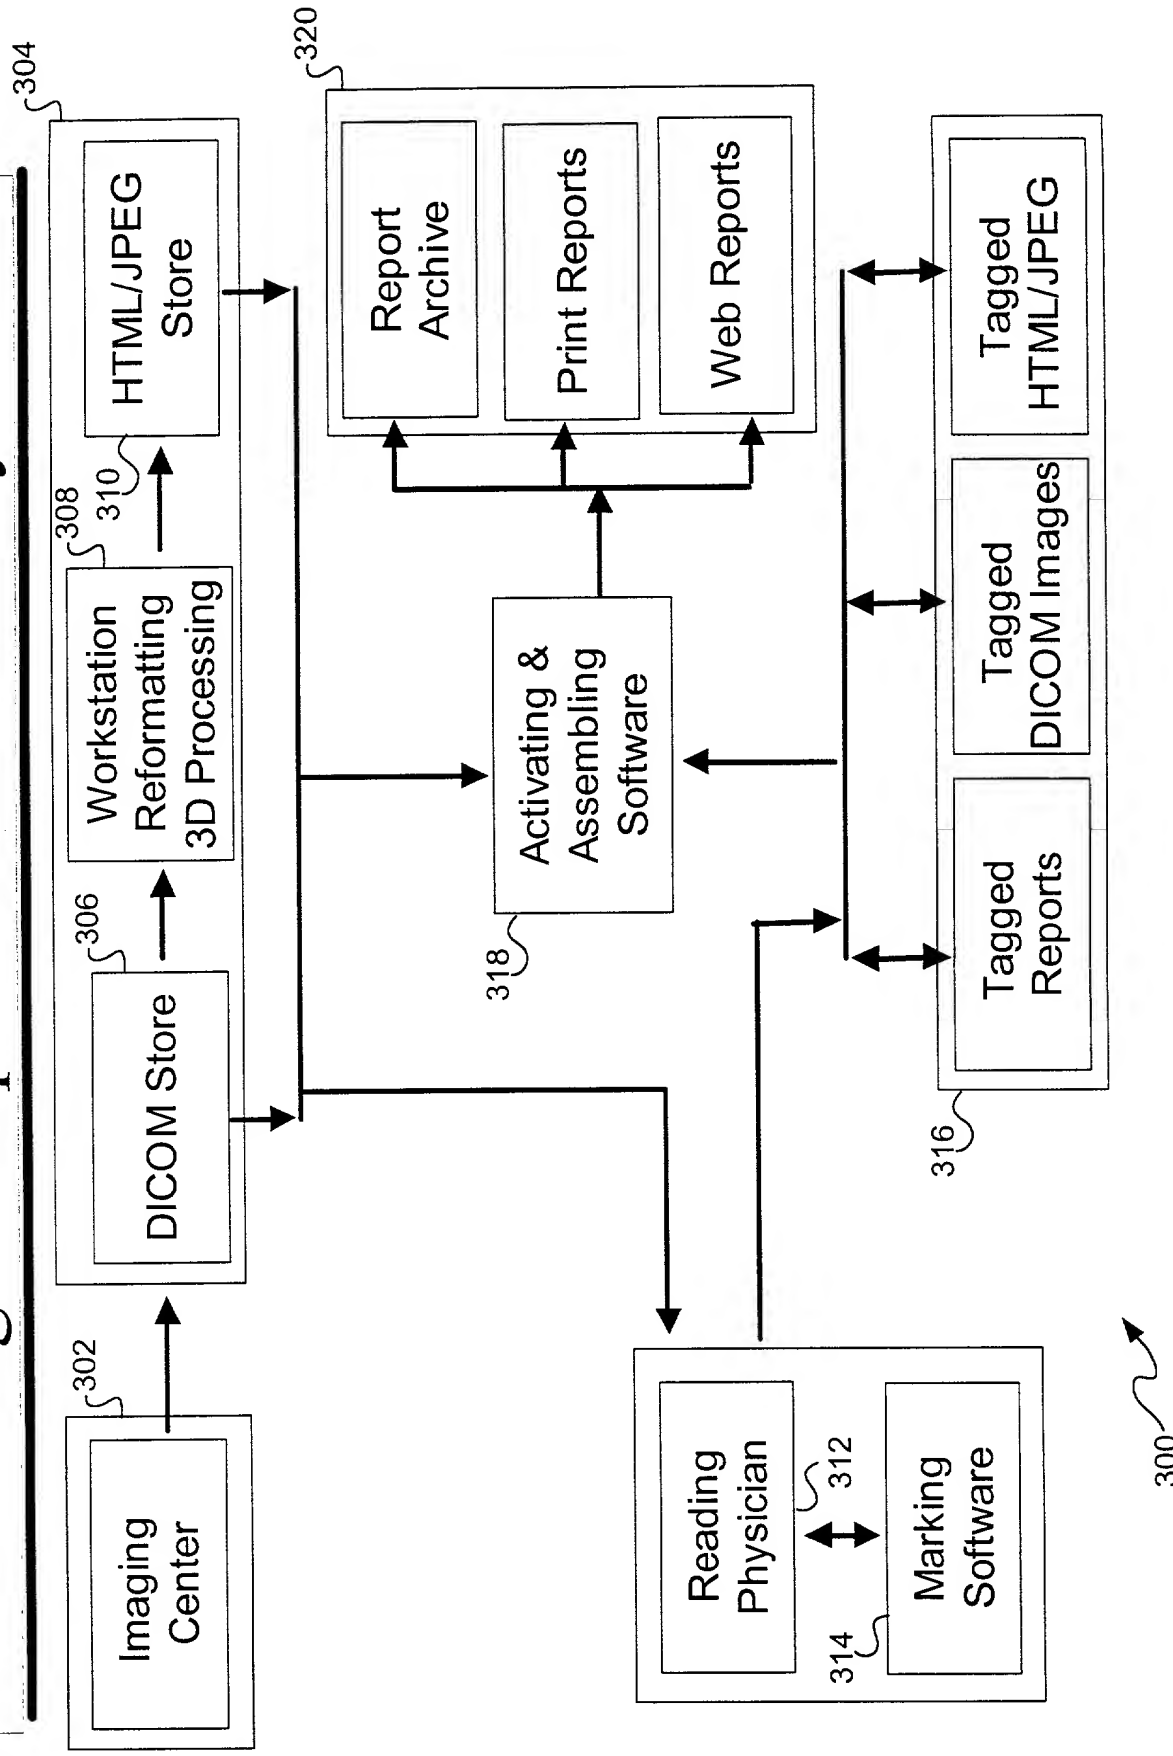 Imaging
Center
302
304
DICOM Store
306
Workstation
Reformatting
3D Processing
308
HTML/JPEG
Store
310
Report
Archive
Print Reports
Web Reports
320
Activating &
Assembling
Software
318
Reading
Physician
312
Marking
Software
314
Tagged
Reports
Tagged
DICOM Images
Tagged
HTML/JPEG
316
300